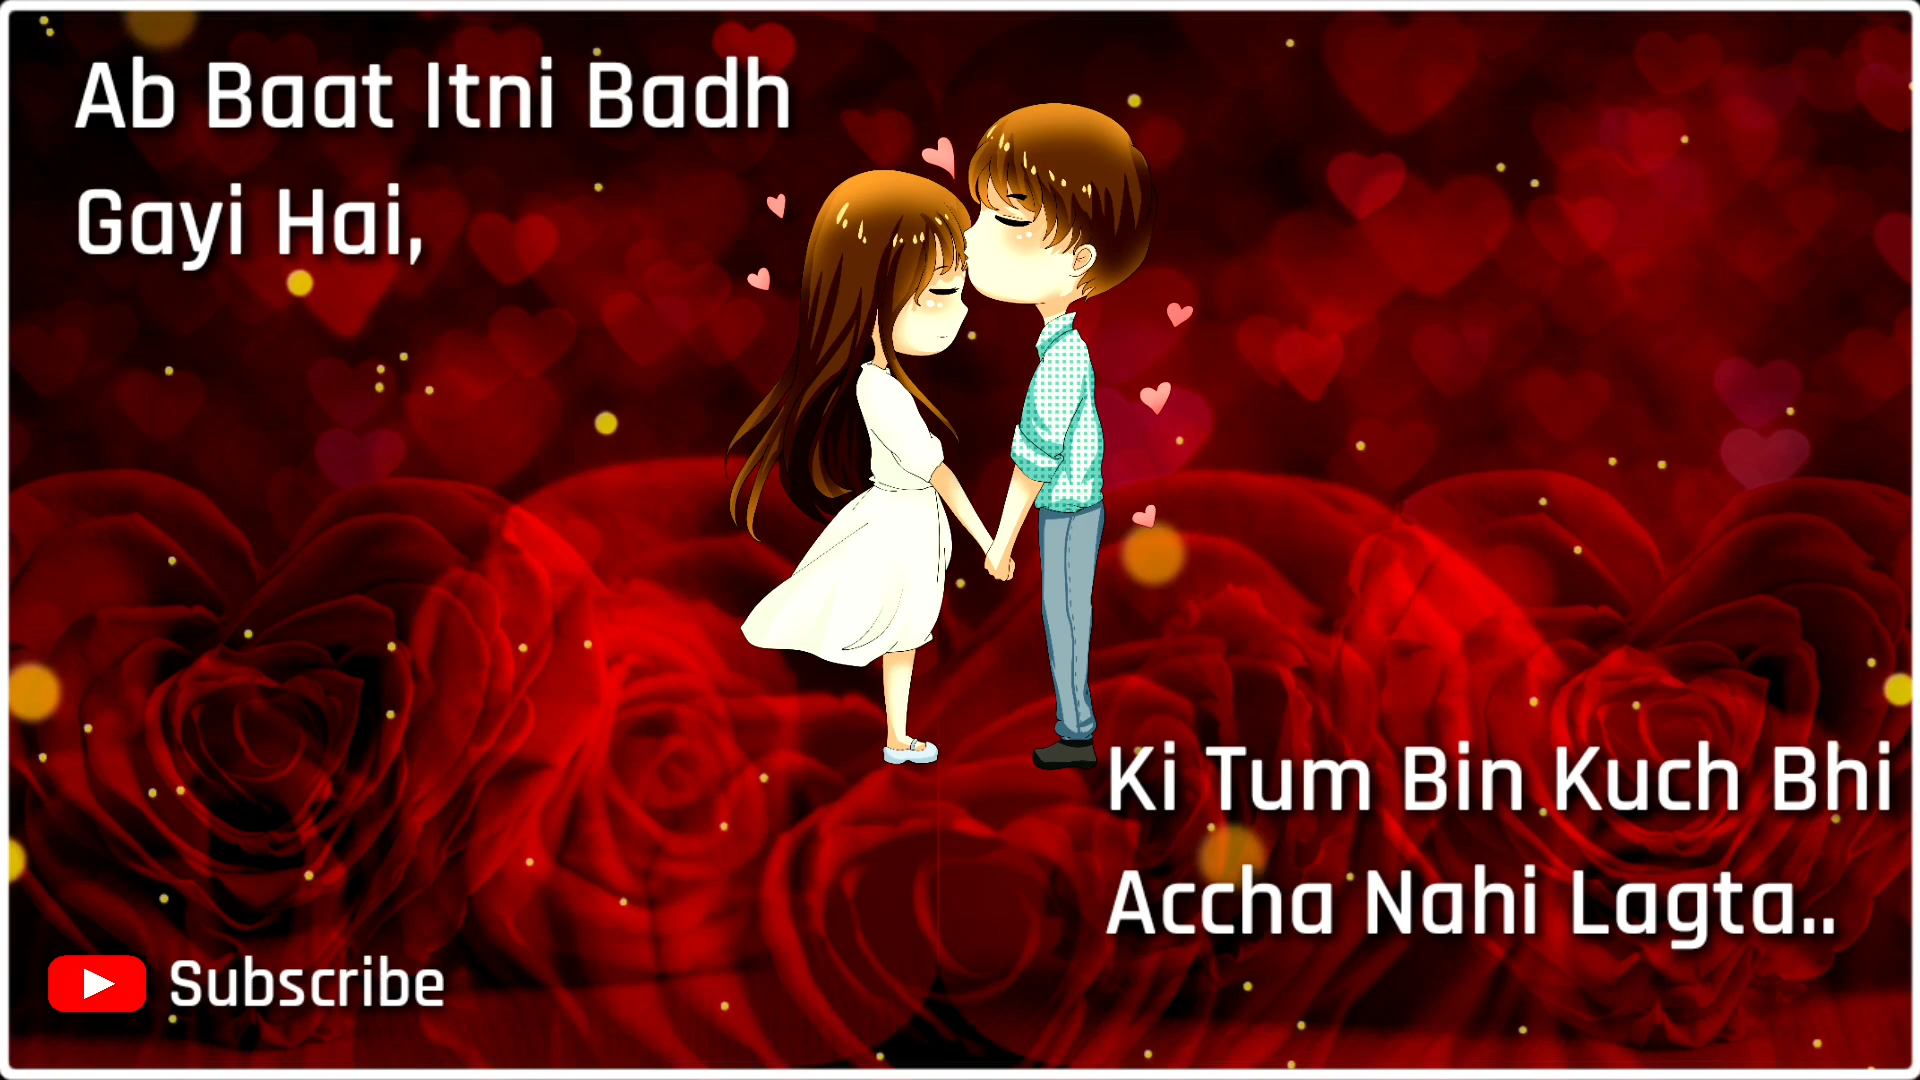 Ab Baat Itni Badh
Gayi Hai,
Ki Tum Bin Kuch Bhi
Accha Nahi Lagta..
Subscribe